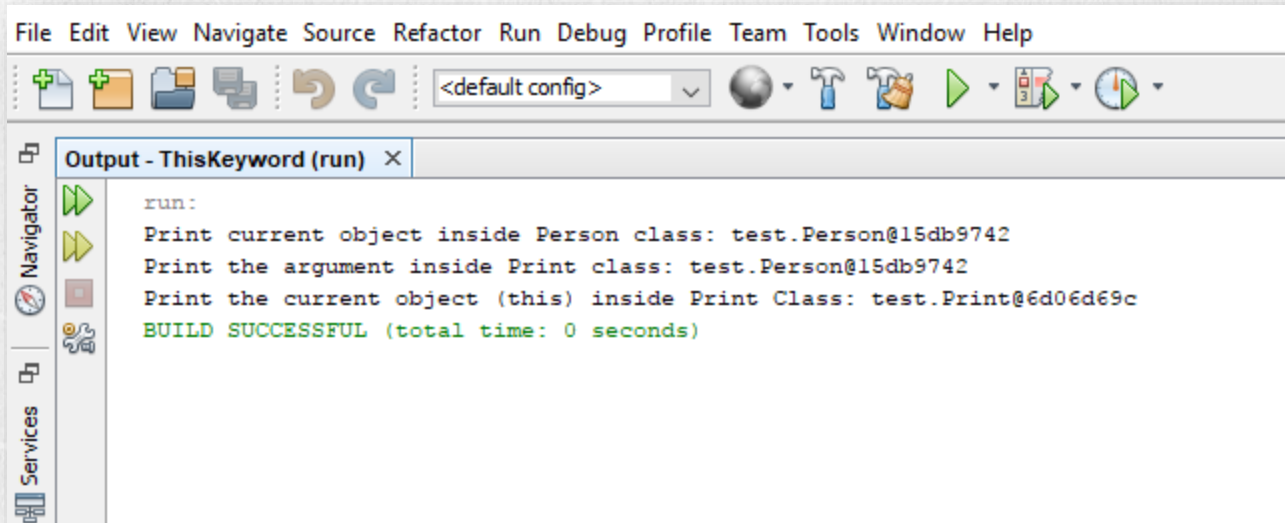 File Edit View Navigate Source Refactor Run Debug Profile Team Tools Window Help
<default config>
Output - ThisKeyword (run) ×
Navigator
Services
run:
Print current object inside Person class: test.Person@15db9742
Print the argument inside Print class: test.Person@15db9742
Print the current object (this) inside Print Class: test.Print@6d06d69c
BUILD SUCCESSFUL (total time: 0 seconds)